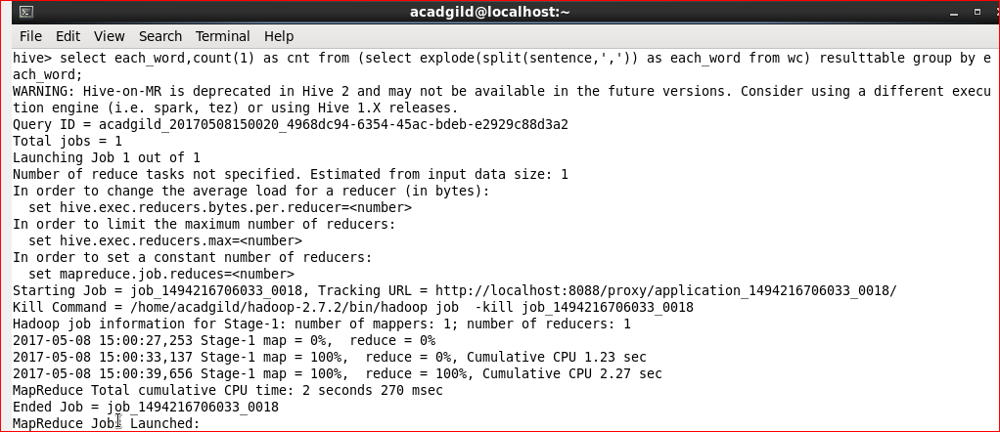 acadgild@localhost:~
File Edit View Search Terminal Help
hive> select each_word,count(1) as cnt from (select explode(split(sentence,',')) as each_word from wc) resulttable group by e
ach_word;
WARNING: Hive-on-MR is deprecated in Hive 2 and may not be available in the future versions. Consider using a different execu
tion engine (i.e. spark, tez) or using Hive 1.X releases.
Query ID = acadgild_20170508150020_4968dc94-6354-45ac-bdeb-e2929c88d3a2
Total jobs = 1
Launching Job 1 out of 1
Number of reduce tasks not specified. Estimated from input data size: 1
In order to change the average load for a reducer (in bytes):
  set hive.exec.reducers.bytes.per.reducer=<number>
In order to limit the maximum number of reducers:
  set hive.exec.reducers.max=<number>
In order to set a constant number of reducers:
  set mapreduce.job.reduces=<number>
Starting Job = job_1494216706033_0018, Tracking URL = http://localhost:8088/proxy/application_1494216706033_0018/
Kill Command = /home/acadgild/hadoop-2.7.2/bin/hadoop job  -kill job_1494216706033_0018
Hadoop job information for Stage-1: number of mappers: 1; number of reducers: 1
2017-05-08 15:00:27,253 Stage-1 map = 0%,  reduce = 0%
2017-05-08 15:00:33,137 Stage-1 map = 100%,  reduce = 0%, Cumulative CPU 1.23 sec
2017-05-08 15:00:39,656 Stage-1 map = 100%,  reduce = 100%, Cumulative CPU 2.27 sec
MapReduce Total cumulative CPU time: 2 seconds 270 msec
Ended Job = job_1494216706033_0018
MapReduce Jobs Launched: